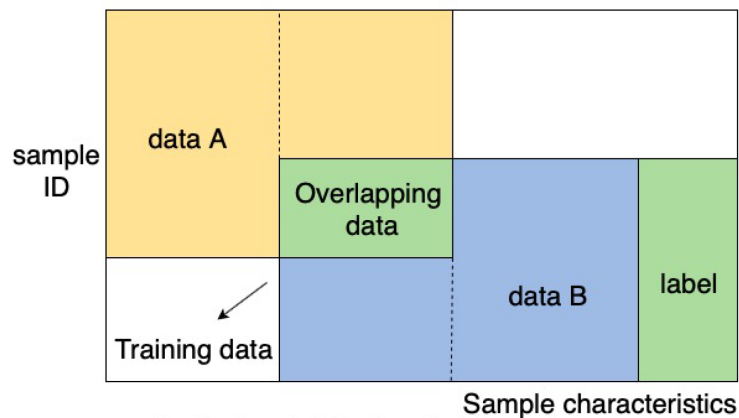 data A
sample
ID
Overlapping
data
data B
label
Training data
Sample characteristics